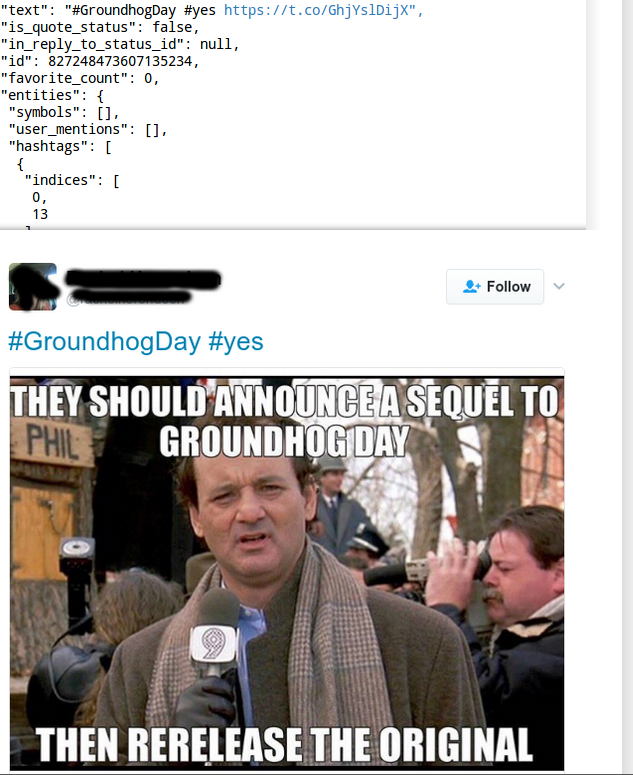 "text": "#GroundhogDay #yes https://t.co/GhjYslDijX",
"is_quote_status": false,
"in_reply_to_status_id": null,
"id": 827248473607135234,
"favorite_count": 0,
"entities": {
"symbols": [],
"user_mentions": [],
"hashtags": [
{
"indices": [
0,
13
Follow
#GroundhogDay #yes
THEY SHOULD ANNOUNCE A SEQUEL TO
GROUNDHOG DAY
PHIL
9
THEN RERELEASE THE ORIGINAL